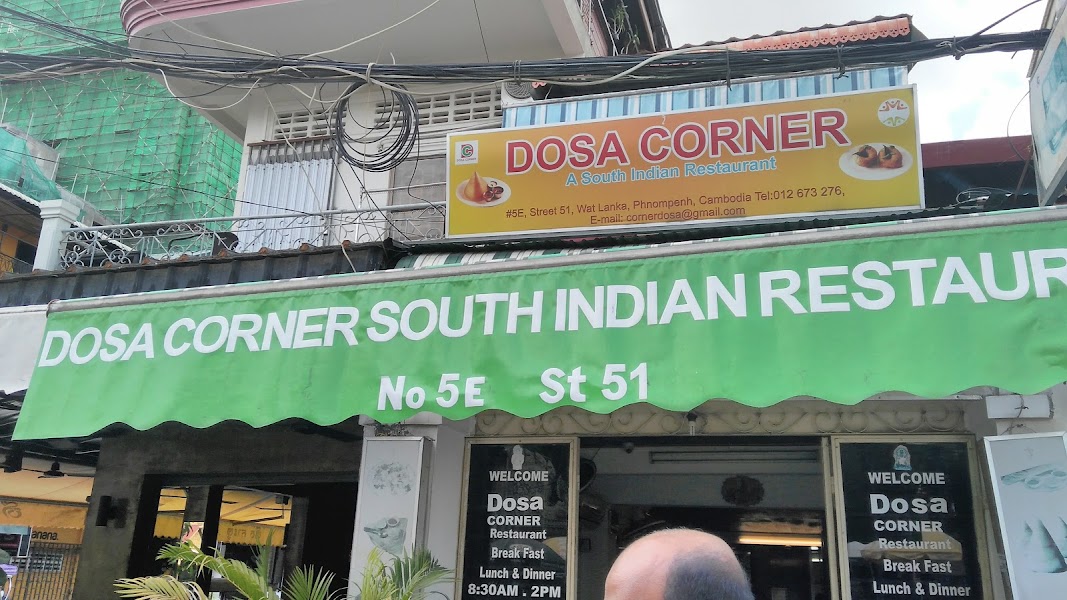 DOSA CORNER
A South Indian Restaurant
#5E, Street 51, Wat Lanka, Phnompenh, Cambodia Tel:012 673 276,
E-mail: cornerdosa@gmail.com
DOSA CORNER SOUTH INDIAN RESTAUR
No 5E St 51
WELCOME
Dosa
CORNER
Restaurant
Break Fast
Lunch & Dinner
8:30AM . 2PM
WELCOME
Dosa
CORNER
Restaurant
Break Fast
Lunch & Dinner
anana.